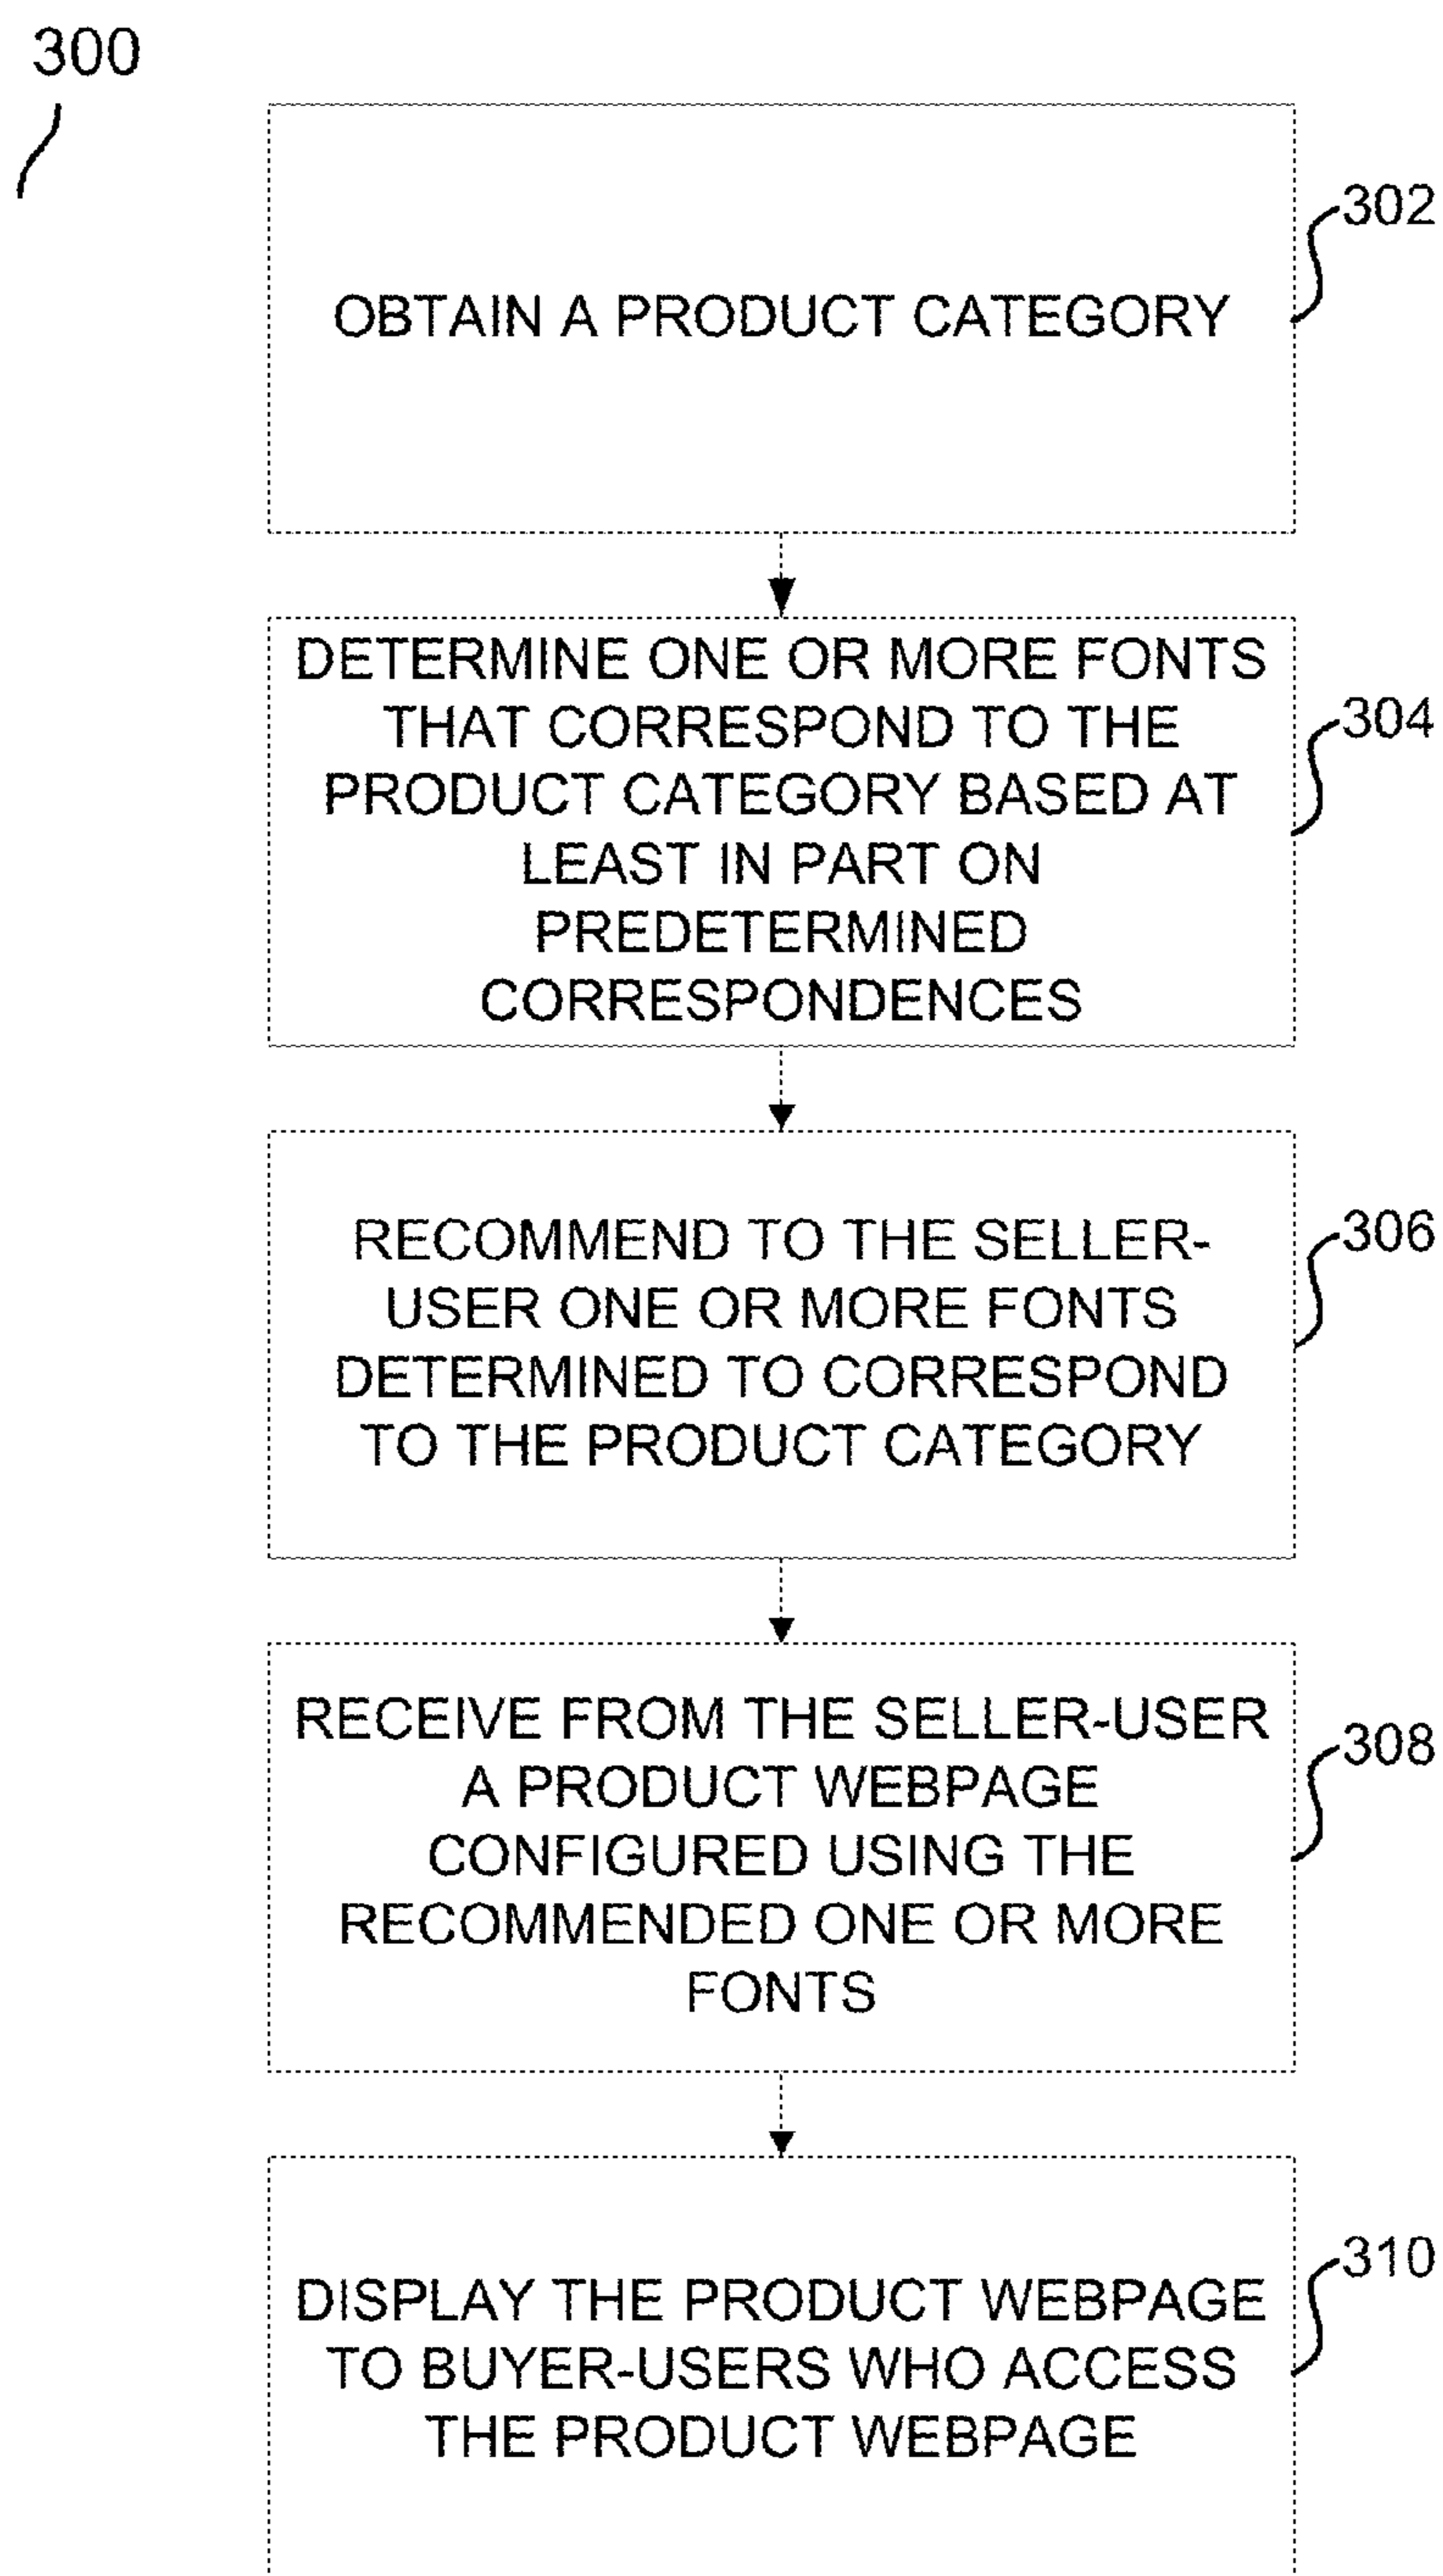 300
OBTAIN A PRODUCT CATEGORY
302
DETERMINE ONE OR MORE FONTS
THAT CORRESPOND TO THE
PRODUCT CATEGORY BASED AT
LEAST IN PART ON
PREDETERMINED
CORRESPONDENCES
304
RECOMMEND TO THE SELLER-
USER ONE OR MORE FONTS
DETERMINED TO CORRESPOND
TO THE PRODUCT CATEGORY
306
RECEIVE FROM THE SELLER-USER
A PRODUCT WEBPAGE
CONFIGURED USING THE
RECOMMENDED ONE OR MORE
FONTS
308
DISPLAY THE PRODUCT WEBPAGE
TO BUYER-USERS WHO ACCESS
THE PRODUCT WEBPAGE
310